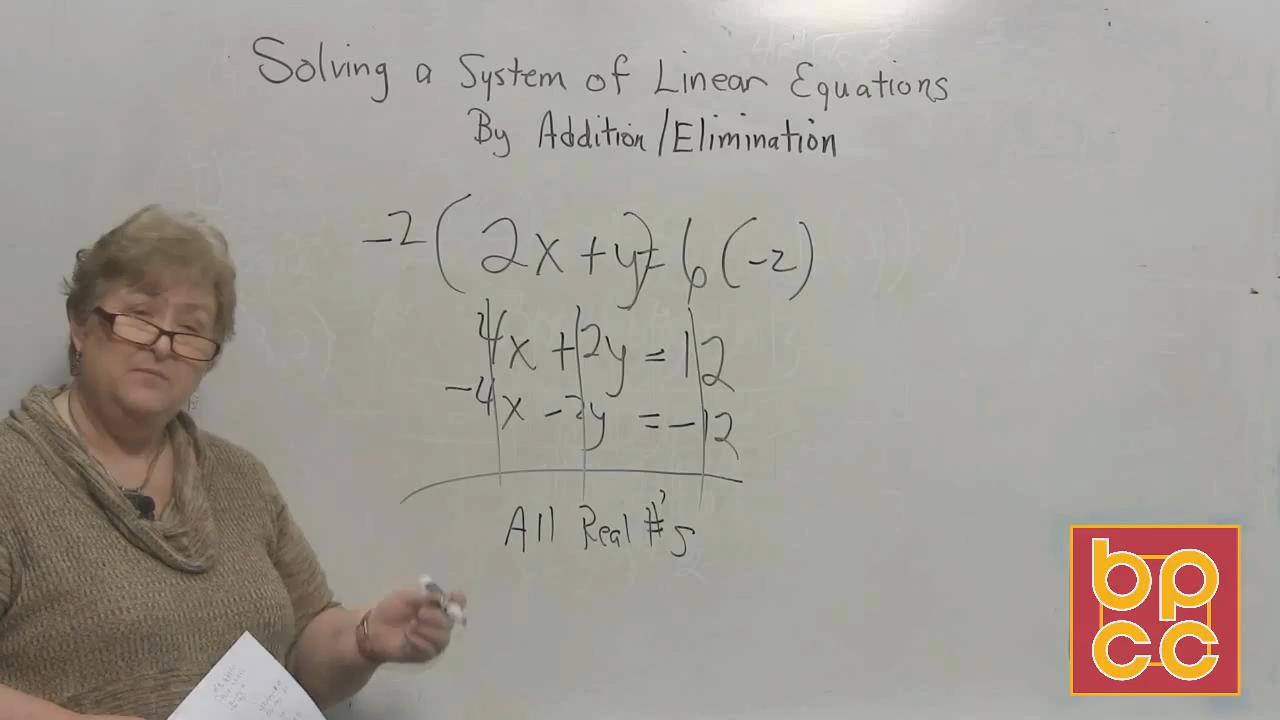 Solving a System of Linear Equations
By Addition/Elimination
-2(2x+y)=6(-2)
4x+2y=12
-4x-2y=-12
All Real #'s
bp
cc